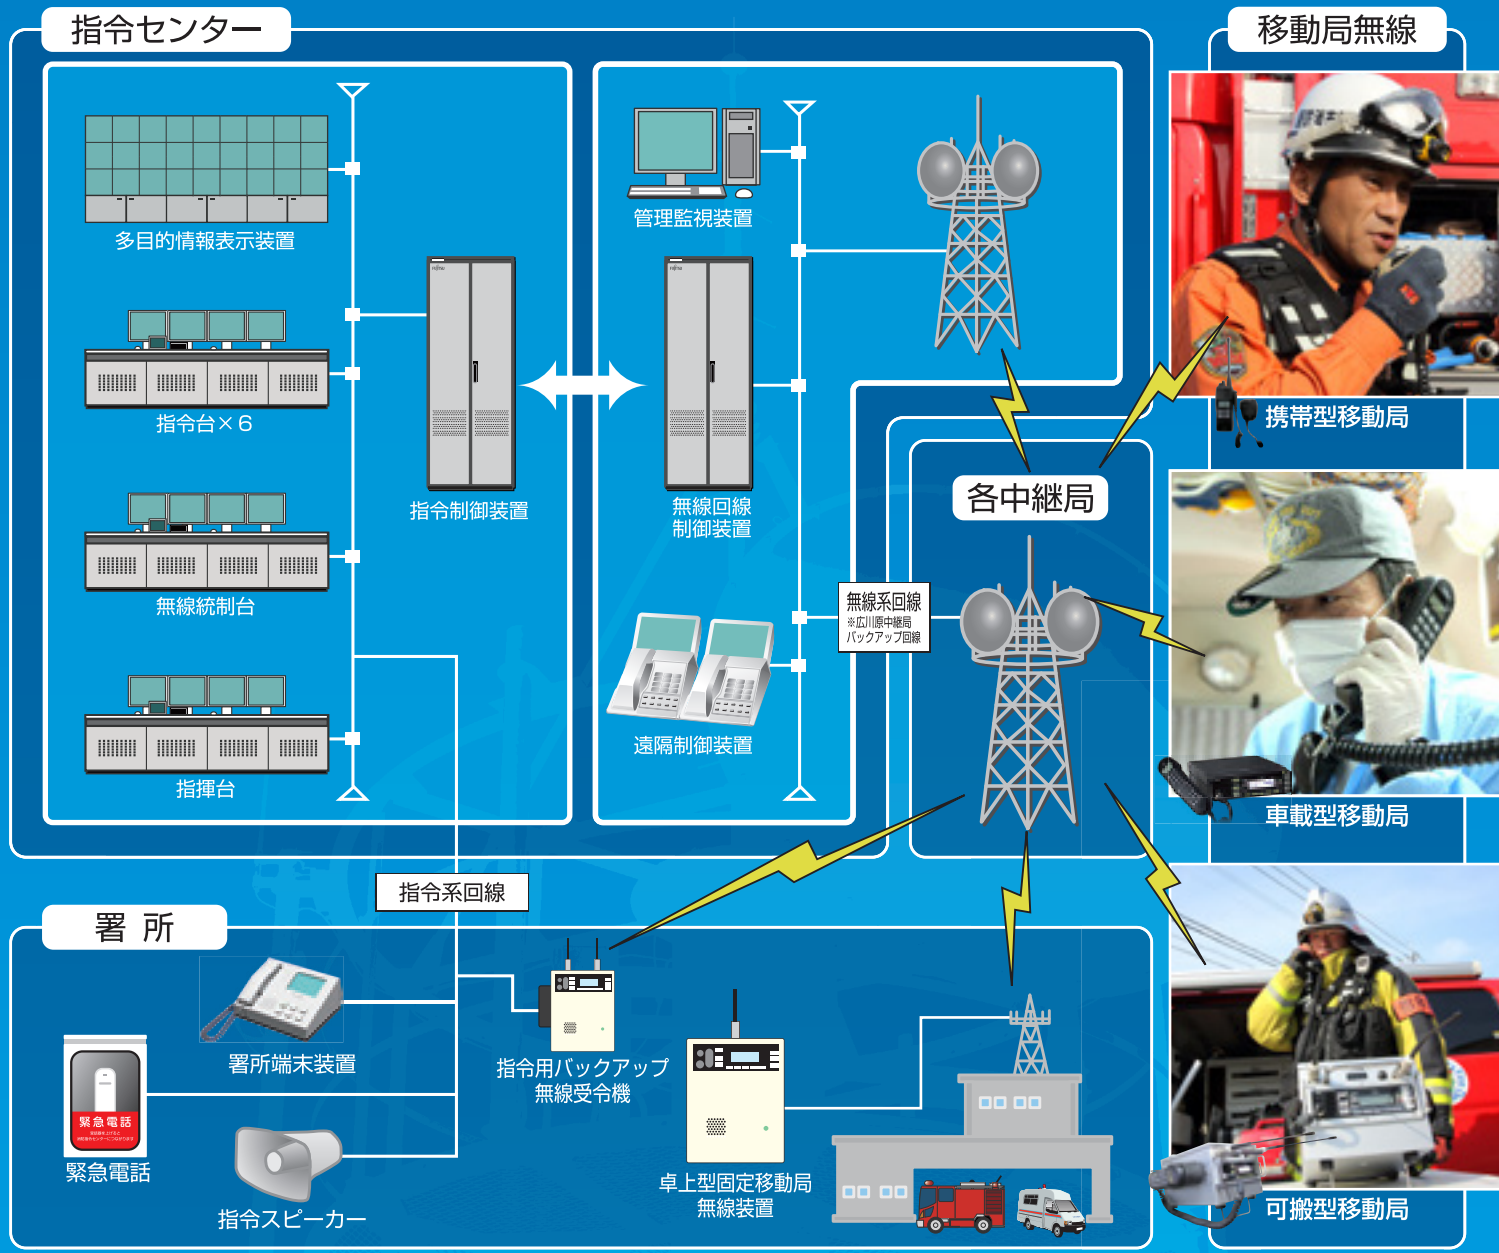 指令センター
移動局無線
多目的情報表示装置
指令台×6
無線統制台
指揮台
指令制御装置
管理監視装置
無線回線
制御装置
遠隔制御装置
各中継局
無線系回線
※広川原中継局
バックアップ回線
携帯型移動局
車載型移動局
可搬型移動局
指令系回線
署 所
署所端末装置
緊急電話
緊急電話
指令スピーカー
指令用バックアップ
無線受令機
卓上型固定移動局
無線装置